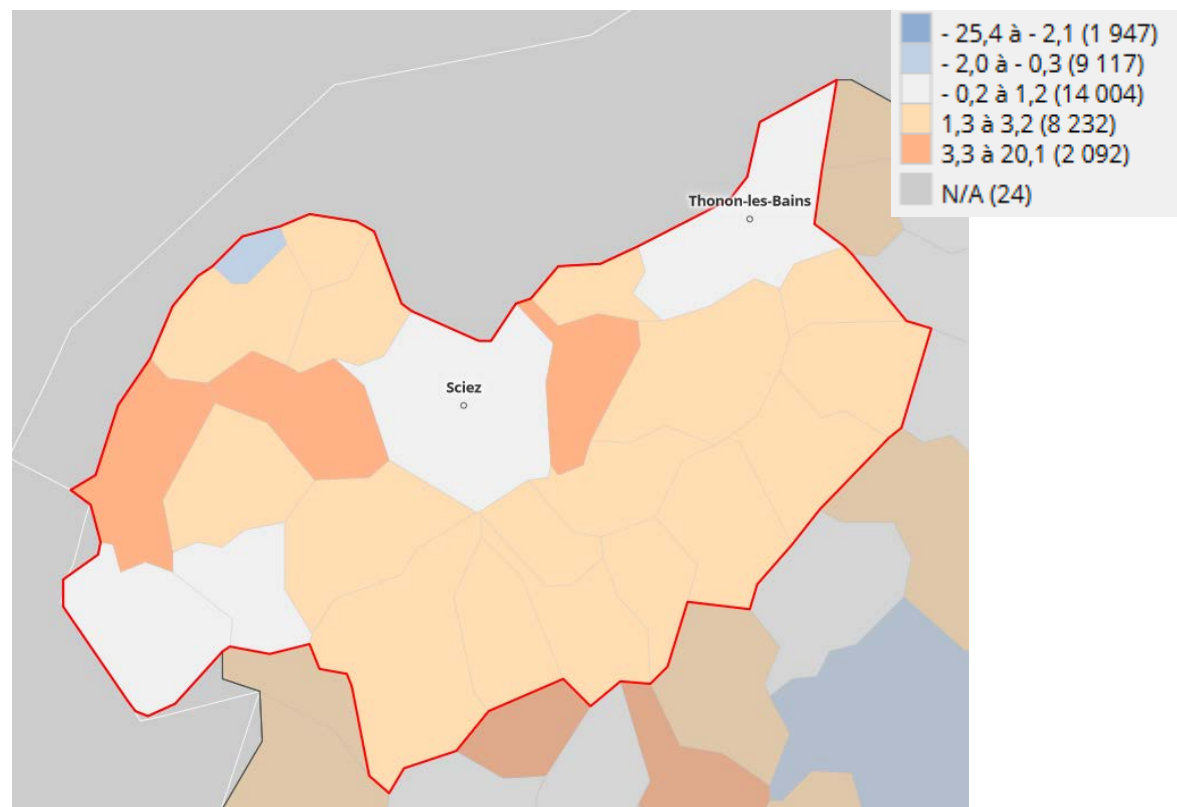 - 25,4 à - 2,1 (1 947)
- 2,0 à - 0,3 (9 117)
- 0,2 à 1,2 (14 004)
1,3 à 3,2 (8 232)
3,3 à 20,1 (2 092)
N/A (24)
Thonon-les-Bains
Sciez